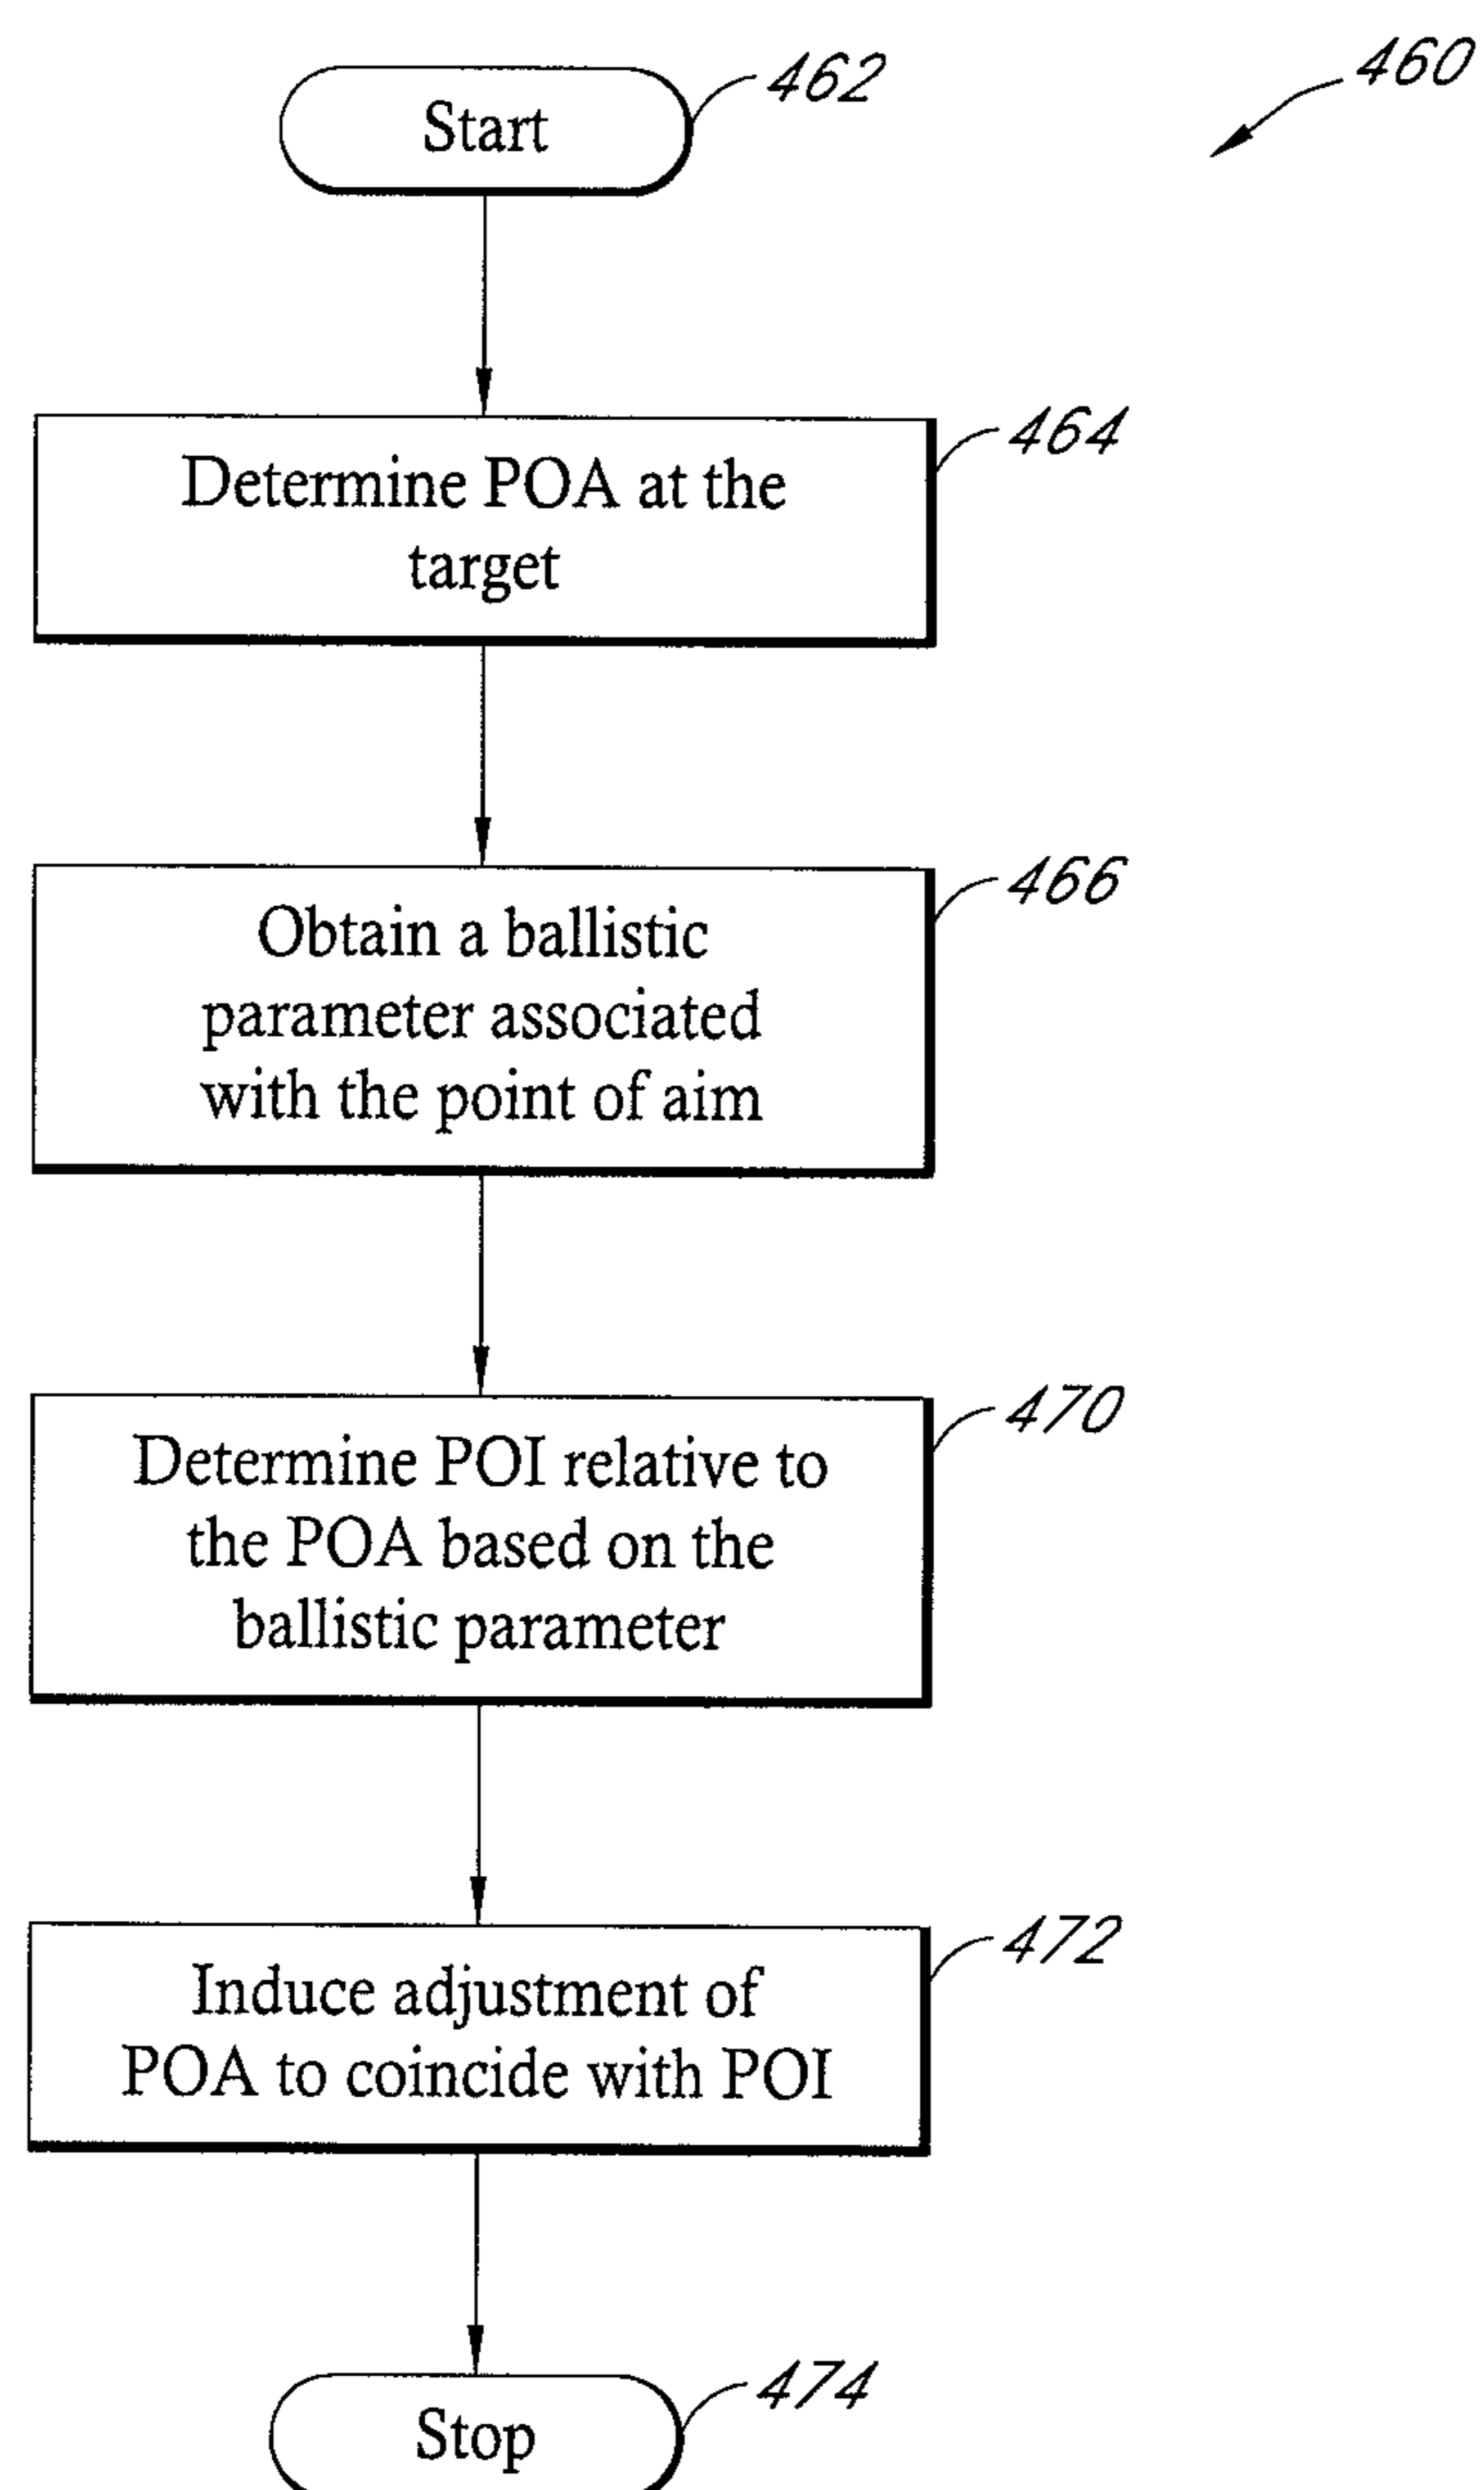 460
Start
462
Determine POA at the
target
464
Obtain a ballistic
parameter associated
with the point of aim
466
Determine POI relative to
the POA based on the
ballistic parameter
470
Induce adjustment of
POA to coincide with POI
472
Stop
474